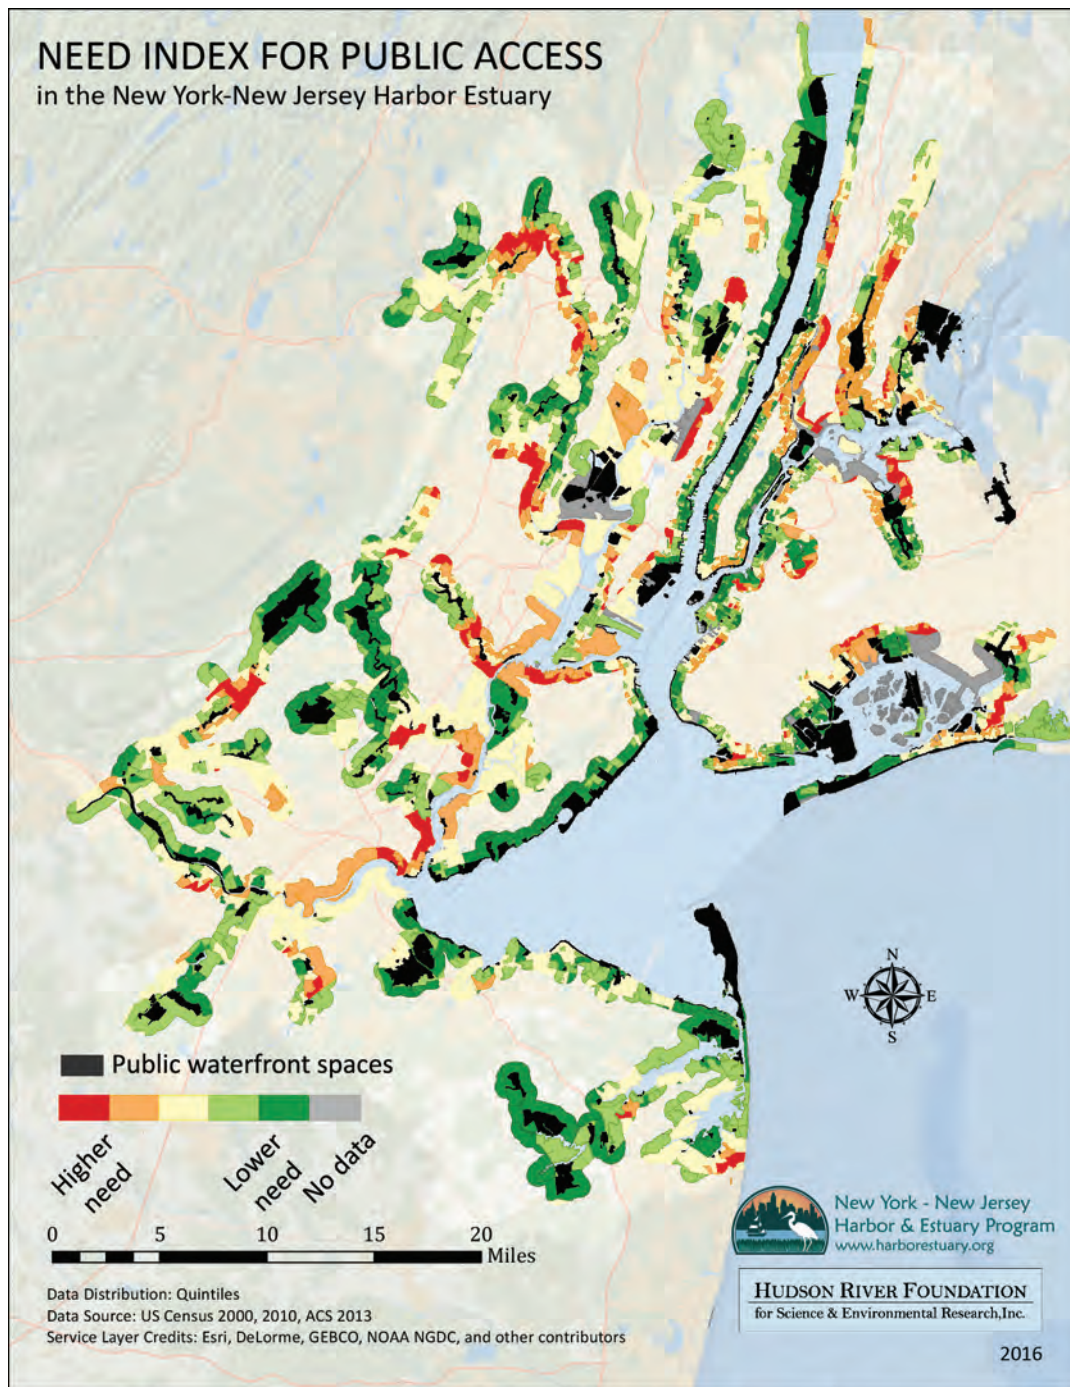 NEED INDEX FOR PUBLIC ACCESS
in the New York-New Jersey Harbor Estuary
N
W E
S
Public waterfront spaces
Higher need
Lower need
No data
0 5 10 15 20
Miles
New York - New Jersey
Harbor & Estuary Program
www.harborestuary.org
HUDSON RIVER FOUNDATION
for Science & Environmental Research,Inc.
Data Distribution: Quintiles
Data Source: US Census 2000, 2010, ACS 2013
Service Layer Credits: Esri, DeLorme, GEBCO, NOAA NGDC, and other contributors
2016